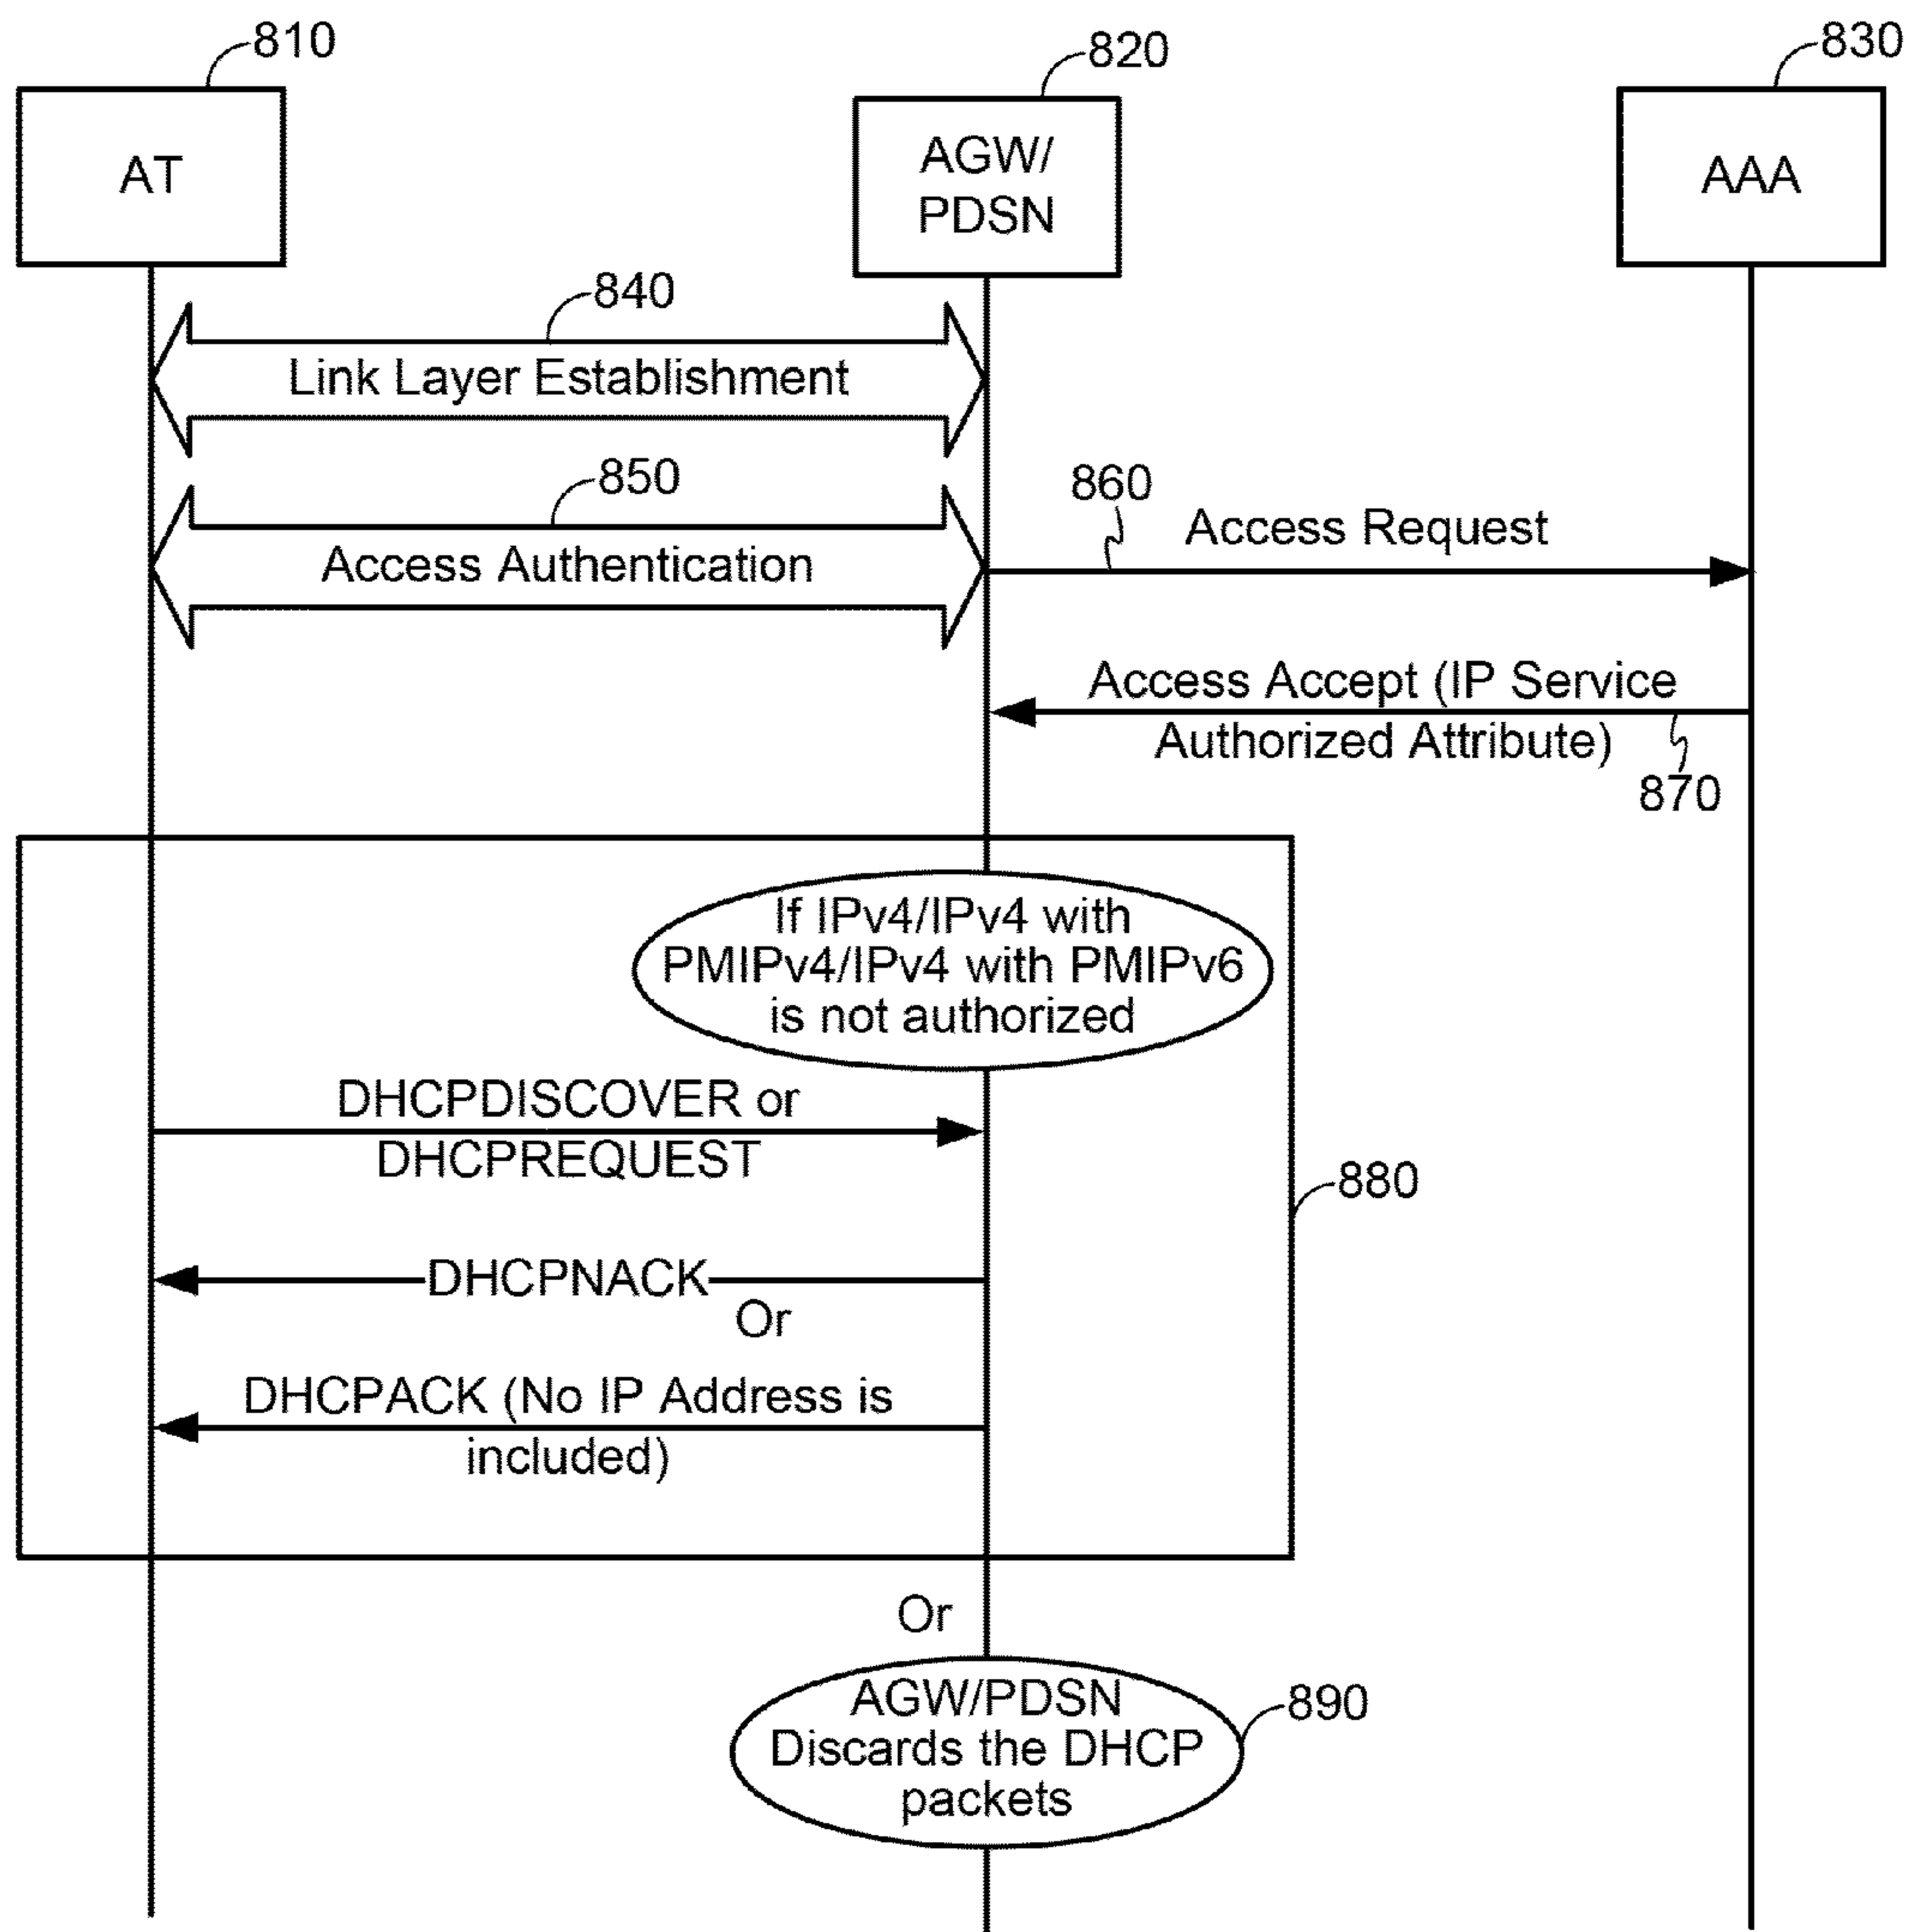 810
820
830
AT
AGW/
PDSN
AAA
840
Link Layer Establishment
850
Access Authentication
860
Access Request
Access Accept (IP Service
Authorized Attribute)
870
If IPv4/IPv4 with
PMIPv4/IPv4 with PMIPv6
is not authorized
DHCPDISCOVER or
DHCPREQUEST
880
DHCPNACK
Or
DHCPACK (No IP Address is
included)
Or
AGW/PDSN
Discards the DHCP
packets
890